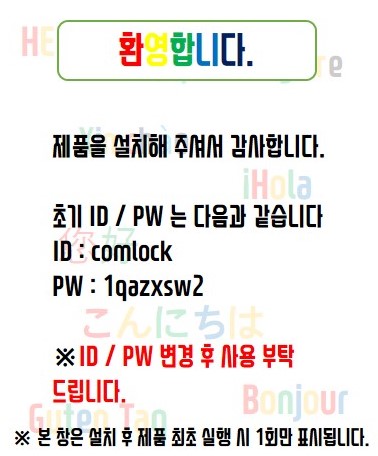 환영합니다.
제품을 설치해 주셔서 감사합니다.
iHola
초기 ID / PW 는 다음과 같습니다
你好
ID : comlock
PW : 1qazxsw2
こんにちは
※ ID / PW 변경 후 사용 부탁
드립니다.
Bonjour
Guten Tag
※ 본 창은 설치 후 제품 최초 실행 시 1회만 표시됩니다.